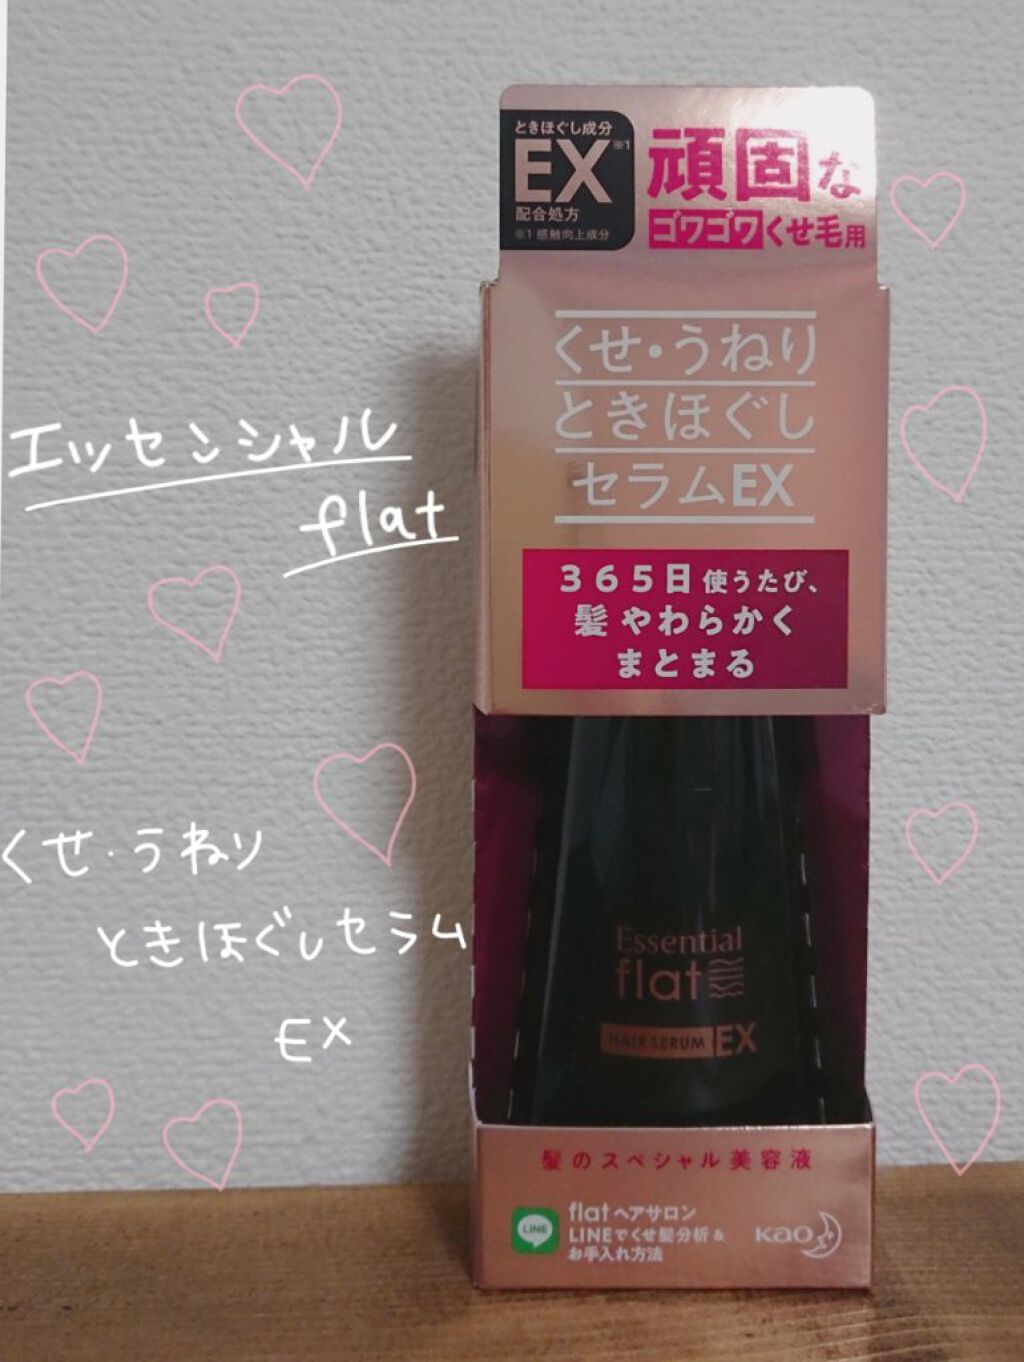 ときほぐし成分
EX※1
配合処方
※1 感触向上成分
頑固な
ゴワゴワくせ毛用
くせ・うねり
ときほぐし
セラムEX
365日使うたび、
髪やわらかく
まとまる
エッセンシャル
flat
くせ・うねり
ときほぐしセラム
EX
Essential
flat
HAIR SERUM EX
髪のスペシャル美容液
LINE
flatヘアサロン
LINEでくせ髪分析&
お手入れ方法
Kao